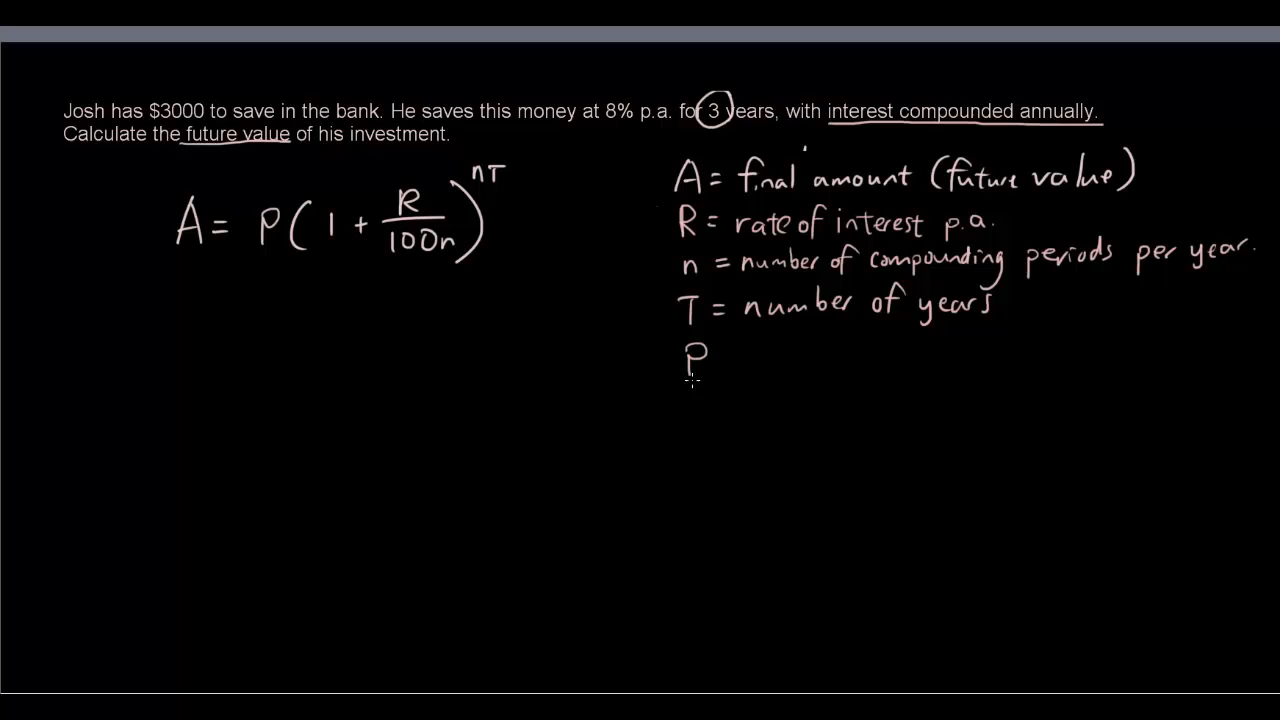 Josh has $3000 to save in the bank. He saves this money at 8% p.a. for 3 years, with interest compounded annually.
Calculate the future value of his investment.
A = P(1 + R/100n)^nT
A = final amount (future value)
R = rate of interest p.a.
n = number of compounding periods per year.
T = number of years
P